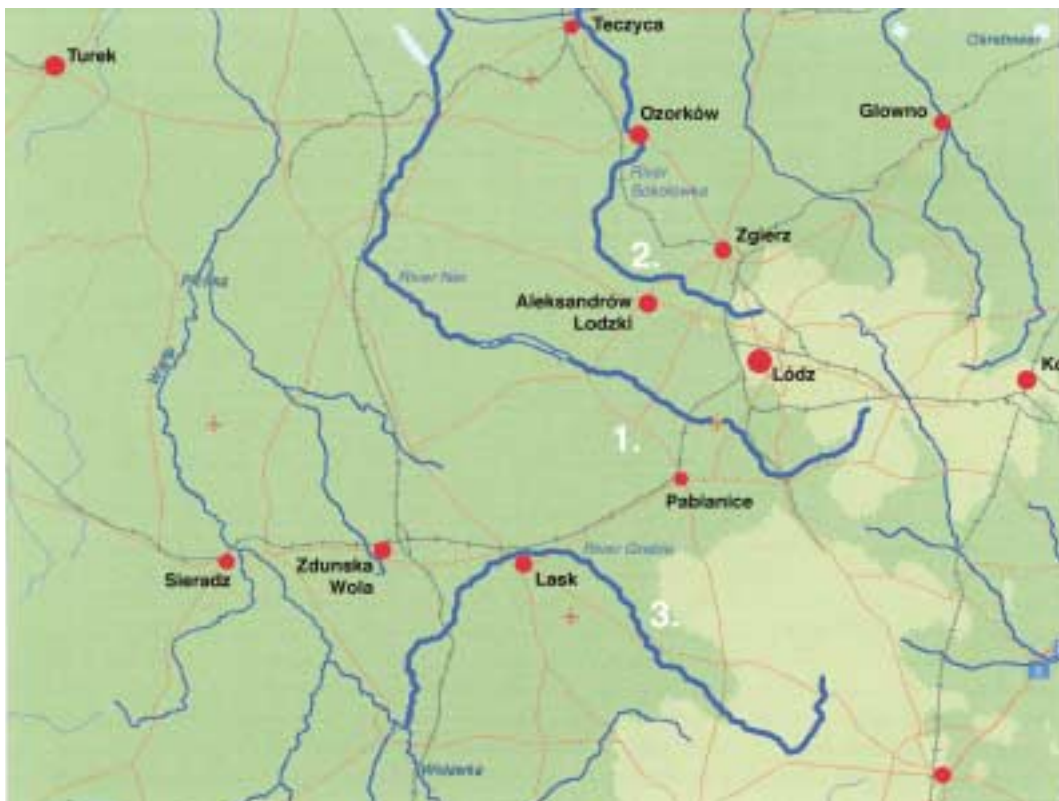 Teczyca
Turek
Ozorków
Glowno
River
Sokolowka
Zgierz
2.
River Ner
Aleksandrów
Lodzki
Lódz
Ko
1.
Pabianice
River Grabia
Sieradz
Zdunska
Wola
Lask
3.
Widawka